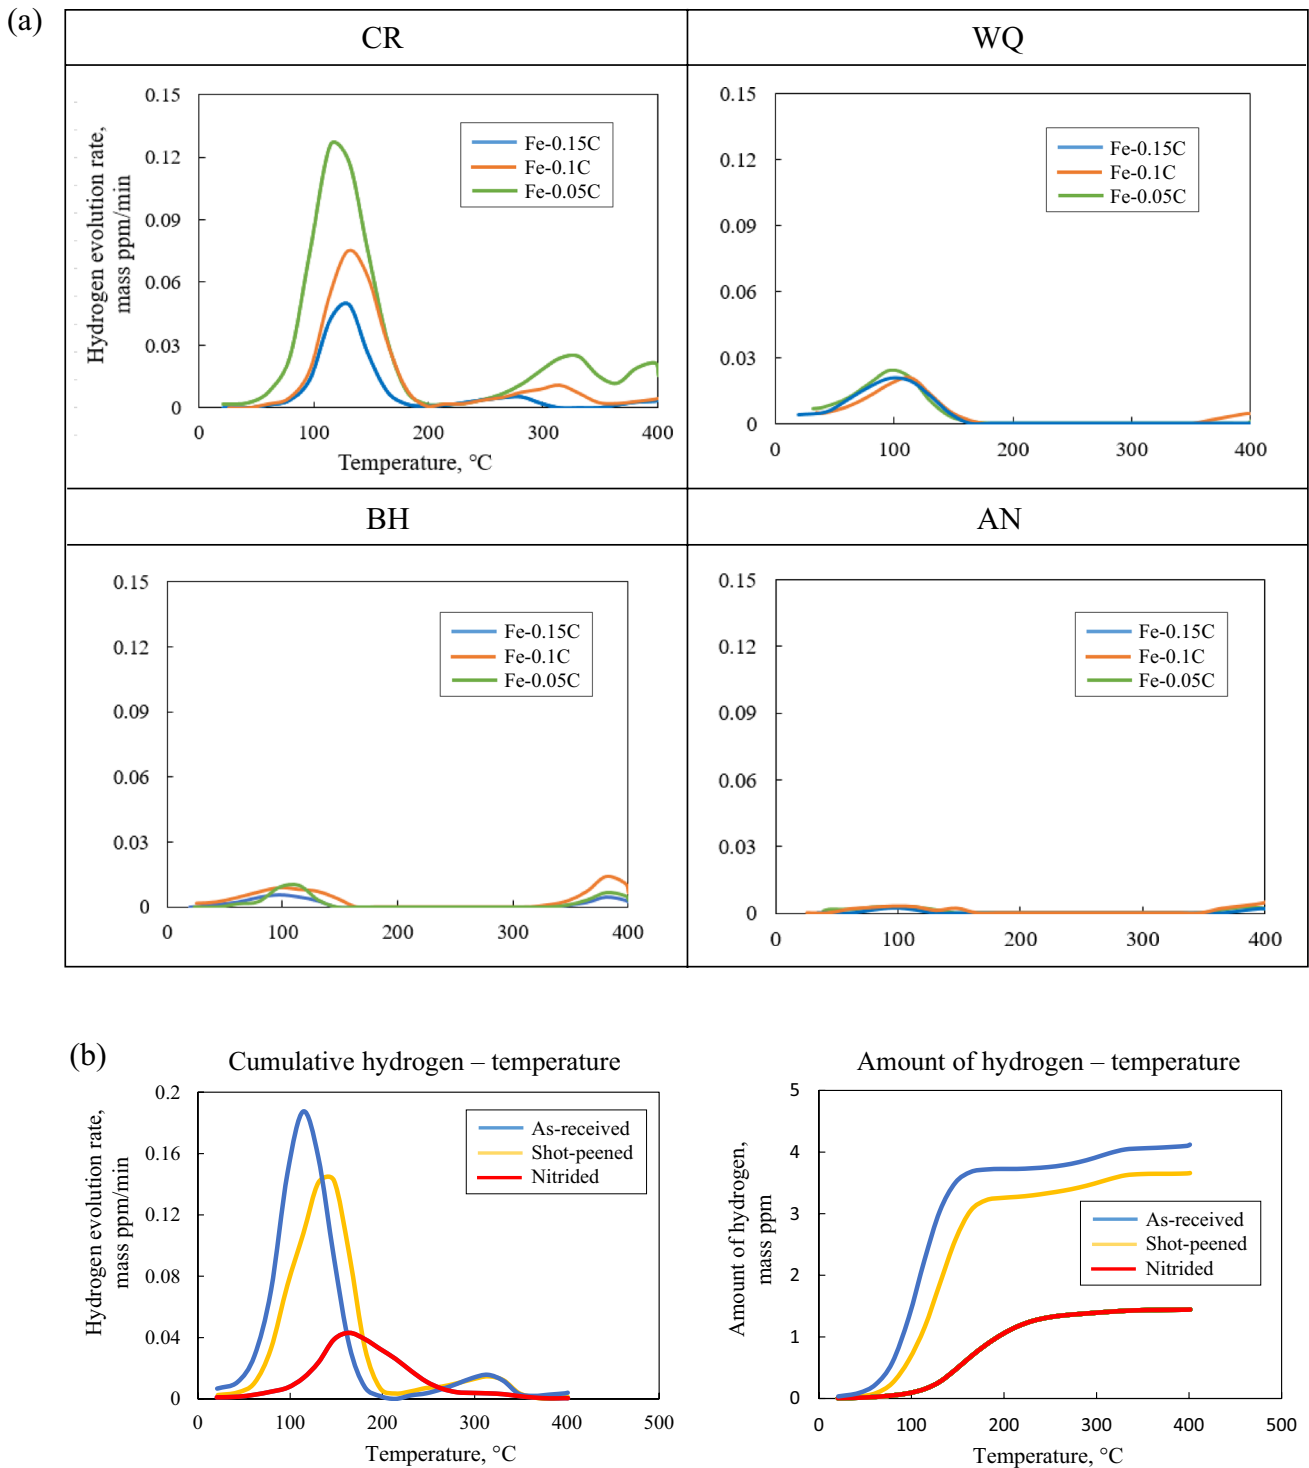 (a)
CR
WQ
Hydrogen evolution rate,
mass ppm/min
0.15
0.12
0.09
0.06
0.03
0
0 100 200 300 400
Temperature, °C
Fe-0.15C
Fe-0.1C
Fe-0.05C
0.15
0.12
0.09
0.06
0.03
0
0 100 200 300 400
Fe-0.15C
Fe-0.1C
Fe-0.05C
BH
AN
0.15
0.12
0.09
0.06
0.03
0
0 100 200 300 400
Fe-0.15C
Fe-0.1C
Fe-0.05C
0.15
0.12
0.09
0.06
0.03
0
0 100 200 300 400
Fe-0.15C
Fe-0.1C
Fe-0.05C
(b)
Cumulative hydrogen – temperature
Hydrogen evolution rate,
mass ppm/min
0.2
0.16
0.12
0.08
0.04
0
0 100 200 300 400 500
Temperature, °C
As-received
Shot-peened
Nitrided
Amount of hydrogen – temperature
Amount of hydrogen,
mass ppm
5
4
3
2
1
0
0 100 200 300 400 500
Temperature, °C
As-received
Shot-peened
Nitrided